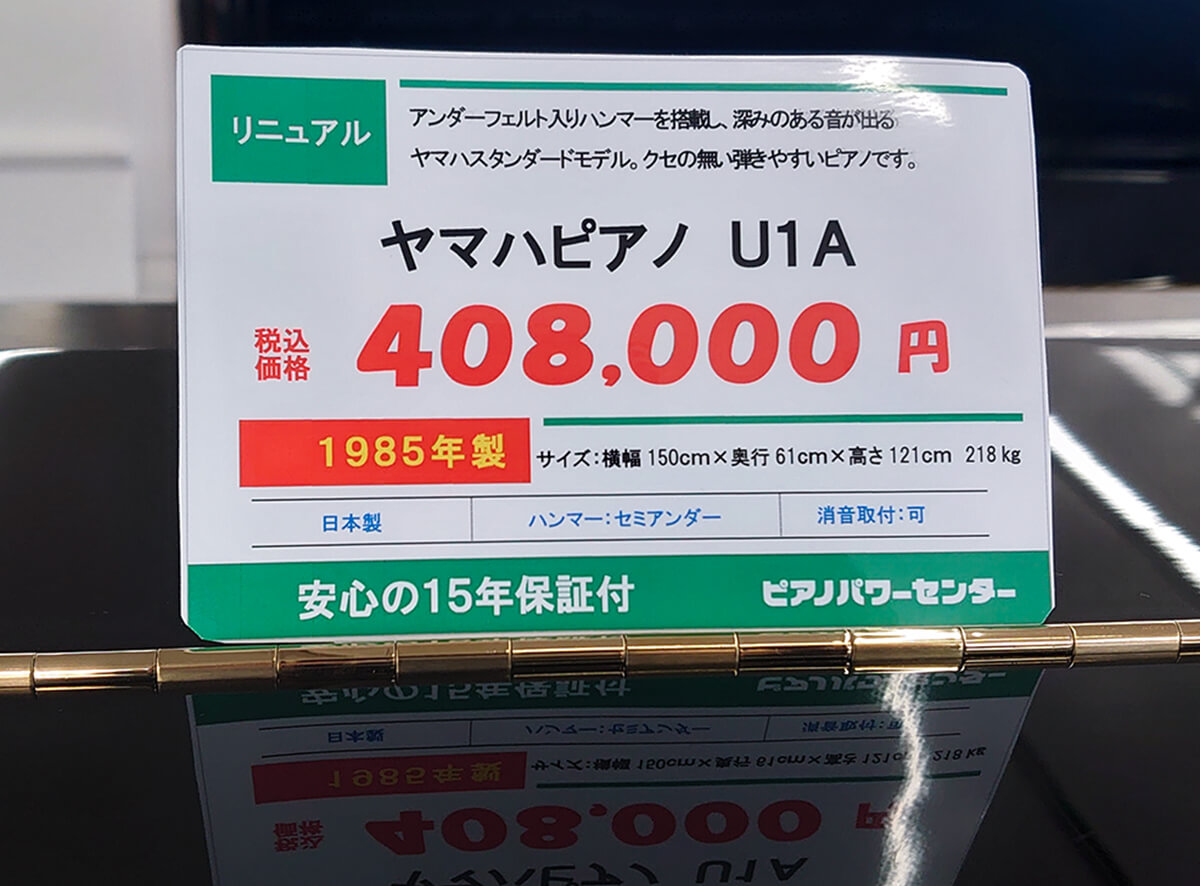 リニュアル
アンダーフェルト入りハンマーを搭載し、深みのある音が出る
ヤマハスタンダードモデル。クセの無い弾きやすいピアノです。
ヤマハピアノ U1A
税込価格 408,000 円
1985年製
サイズ：横幅 150cm×奥行 61cm×高さ 121cm 218kg
日本製 ハンマー：セミアンダー 消音取付：可
安心の15年保証付 ピアノパワーセンター